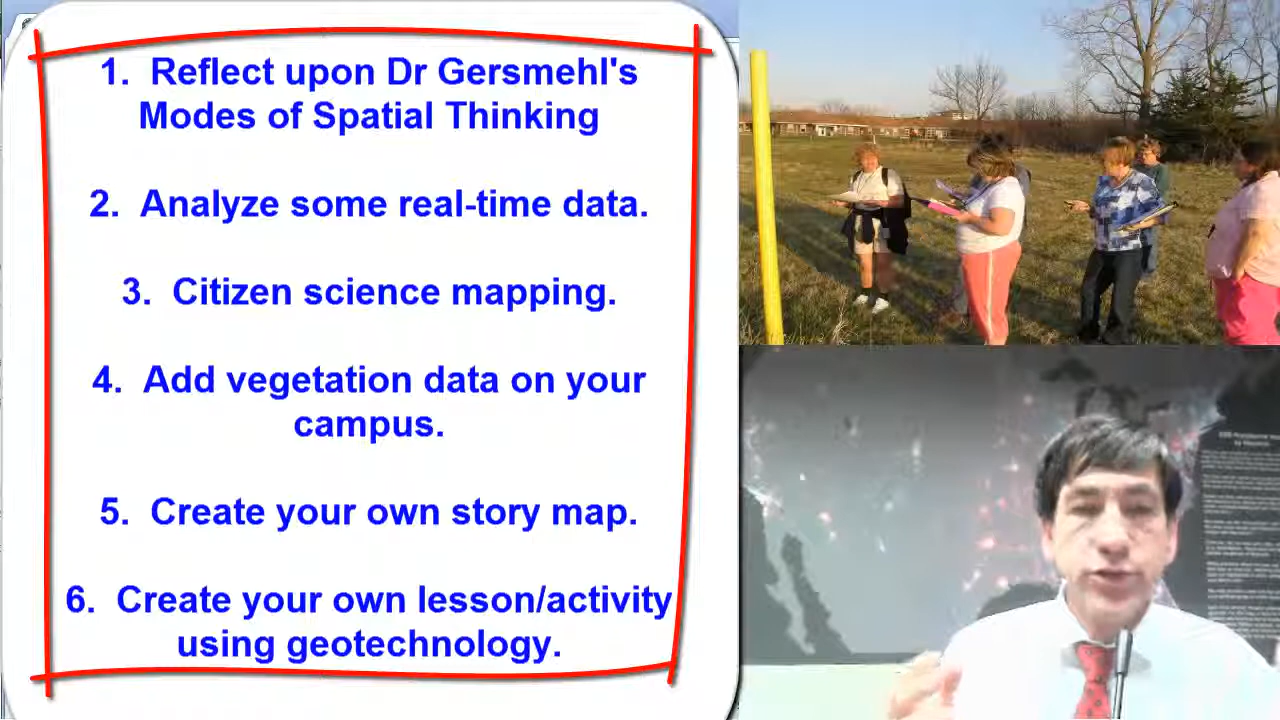 1. Reflect upon Dr Gersmehl's
Modes of Spatial Thinking
2. Analyze some real-time data.
3. Citizen science mapping.
4. Add vegetation data on your
campus.
5. Create your own story map.
6. Create your own lesson/activity
using geotechnology.